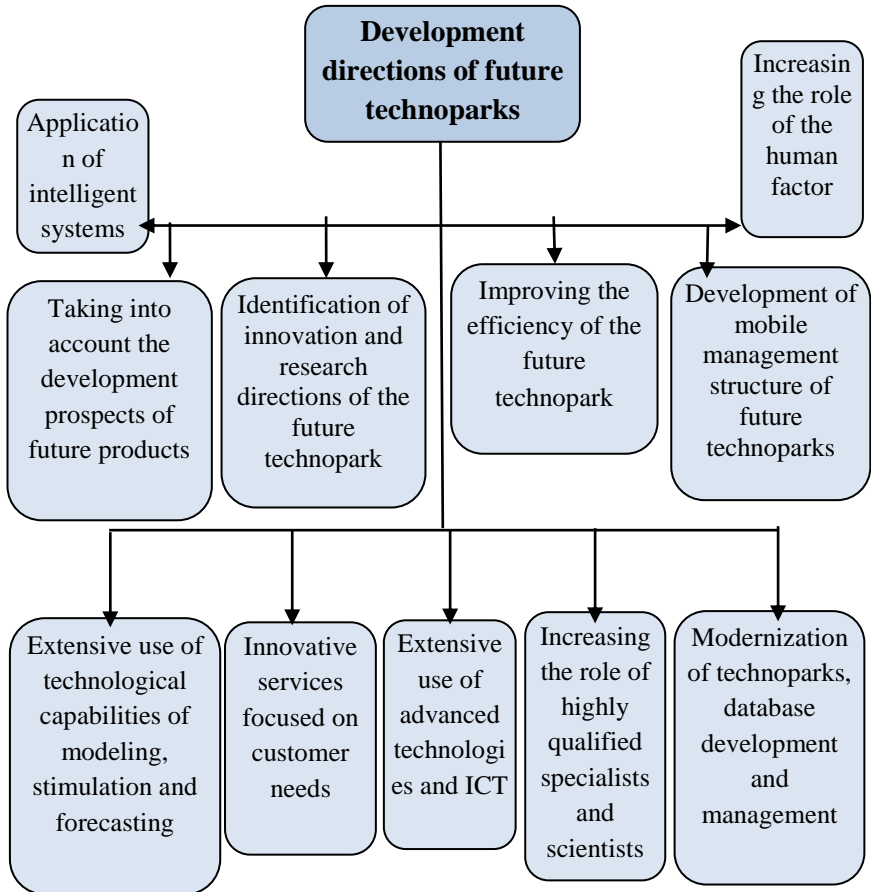 Development
directions of future
technoparks
Applicatio
n of
intelligent
systems
Increasin
g the role
of the
human
factor
Taking into
account the
development
prospects of
future products
Identification of
innovation and
research
directions of the
future
technopark
Improving the
efficiency of the
future
technopark
Development of
mobile
management
structure of
future
technoparks
Extensive use of
technological
capabilities of
modeling,
stimulation and
forecasting
Innovative
services
focused on
customer
needs
Extensive
use of
advanced
technologi
es and ICT
Increasing
the role of
highly
qualified
specialists
and
scientists
Modernization
of technoparks,
database
development
and
management